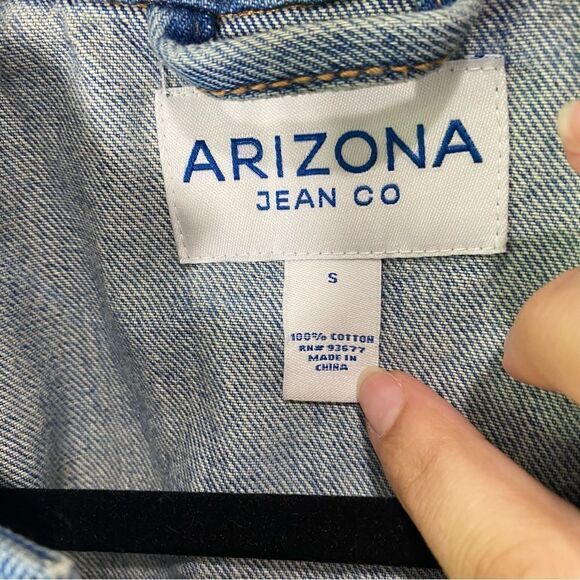 ARIZONA
JEAN CO
S
100% COTTON
RN# 93677
MADE IN
CHINA